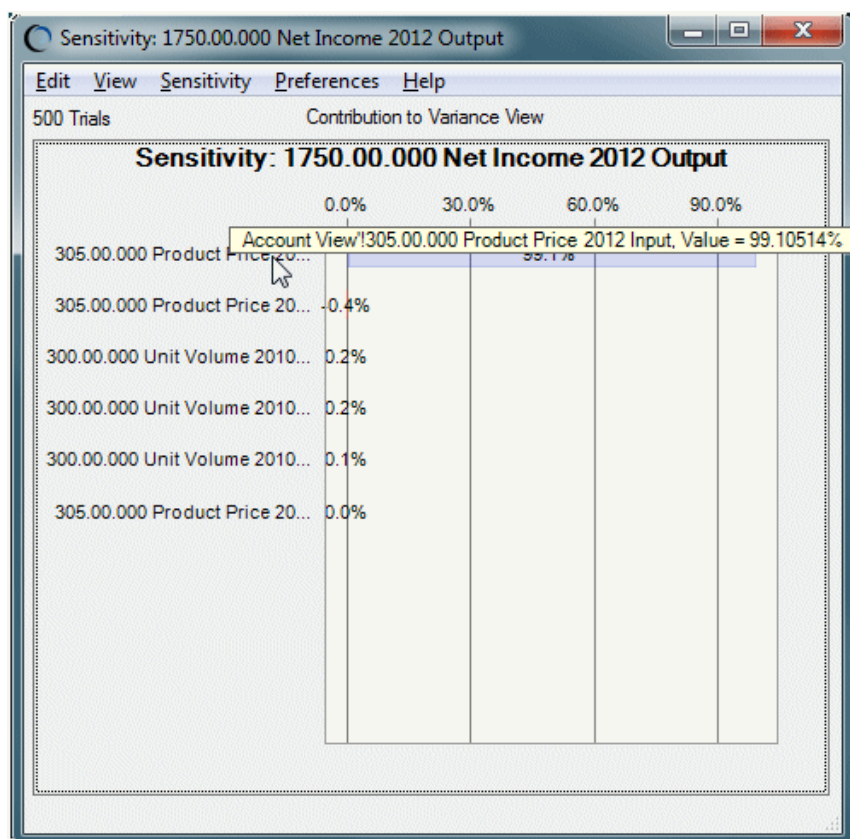 Sensitivity: 1750.00.000 Net Income 2012 Output
Edit View Sensitivity Preferences Help
500 Trials Contribution to Variance View
Sensitivity: 1750.00.000 Net Income 2012 Output
0.0% 30.0% 60.0% 90.0%
Account View'!305.00.000 Product Price 2012 Input, Value = 99.10514%
305.00.000 Product Price 20... 99.1%
305.00.000 Product Price 20... -0.4%
300.00.000 Unit Volume 2010... 0.2%
300.00.000 Unit Volume 2010... 0.2%
300.00.000 Unit Volume 2010... 0.1%
305.00.000 Product Price 20... 0.0%